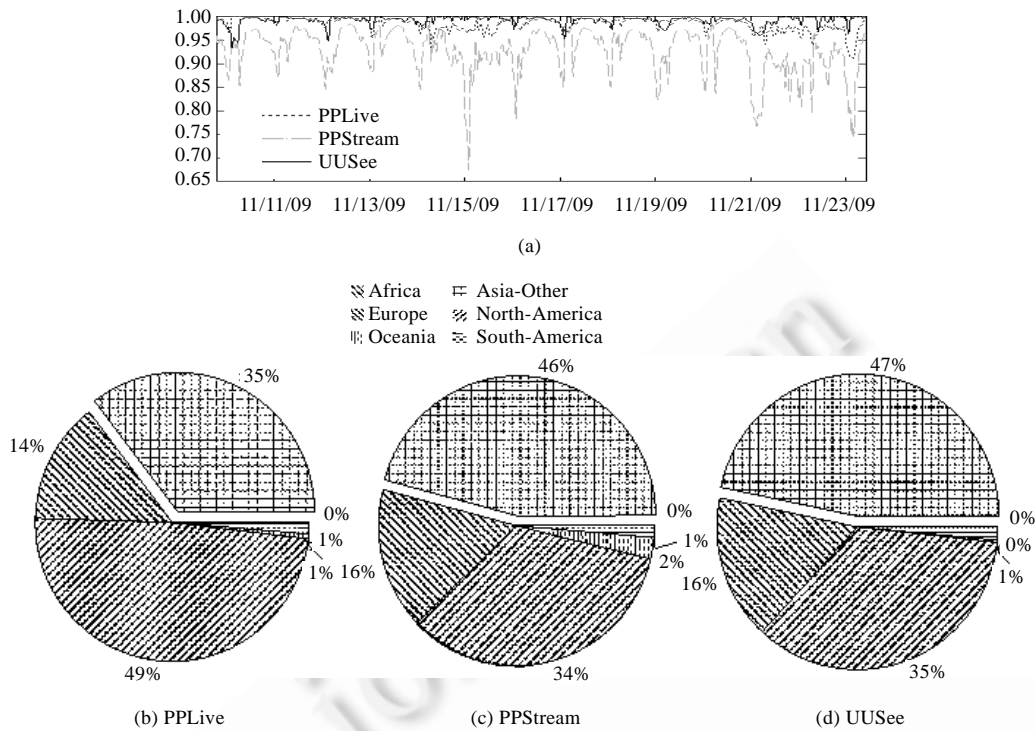 1.00
0.95
0.90
0.85
0.80
0.75
0.70
0.65
PPLive
PPStream
UUSee
11/11/09 11/13/09 11/15/09 11/17/09 11/19/09 11/21/09 11/23/09
(a)
Africa Asia-Other
Europe North-America
Oceania South-America
35%
14%
0%
1%
1%
49%
(b) PPLive
46%
0%
1%
2%
16%
34%
(c) PPStream
47%
0%
0%
1%
16%
35%
(d) UUSee